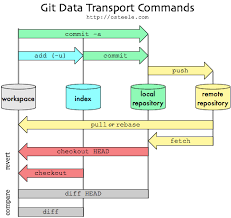 Git Data Transport Commands
http://osteele.com
commit -a
add (-u)
commit
push
workspace
index
local
repository
remote
repository
pull or rebase
fetch
revert
checkout HEAD
checkout
compare
diff HEAD
diff